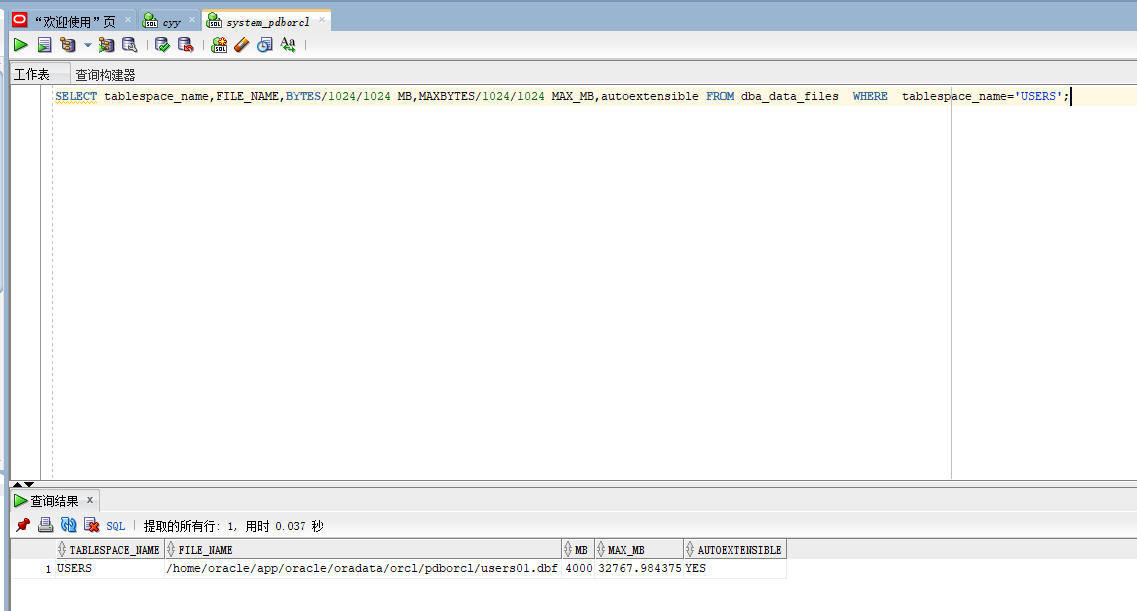 “欢迎使用”页 cyy system_pdborcl
工作表 查询构建器
SELECT tablespace_name,FILE_NAME,BYTES/1024/1024 MB,MAXBYTES/1024/1024 MAX_MB,autoextensible FROM dba_data_files  WHERE  tablespace_name='USERS';
查询结果
SQL 提取的所有行: 1, 用时 0.037 秒
TABLESPACE_NAME FILE_NAME MB MAX_MB AUTOEXTENSIBLE
1 USERS /home/oracle/app/oracle/oradata/orcl/pdborcl/users01.dbf 4000 32767.984375 YES